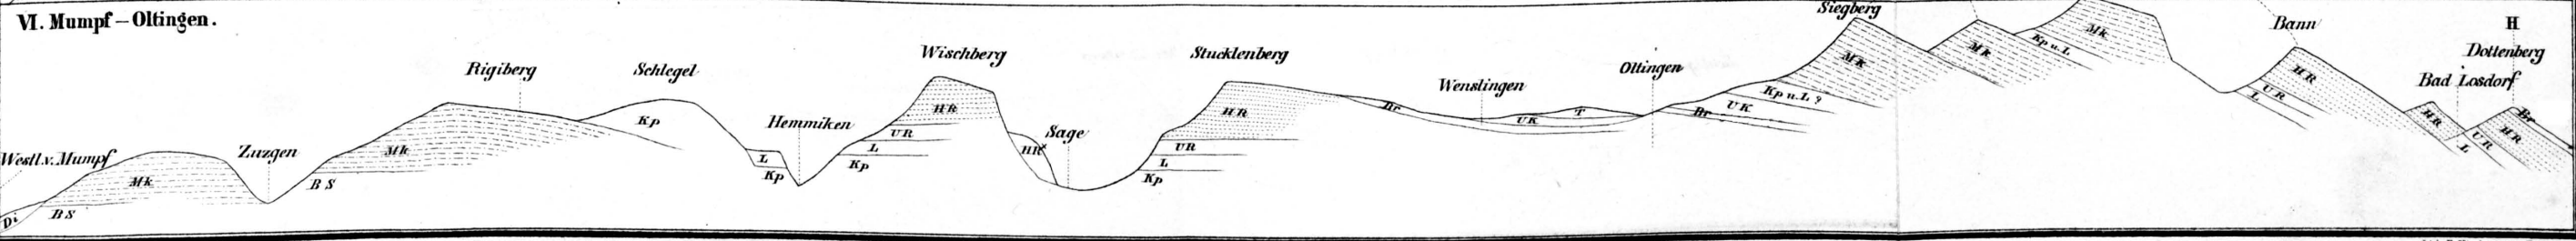 VI. Mumpf – Oltingen.
Westl. v. Mumpf
Di
BS
Mk
Zuzgen
BS
Mk
Rigiberg
Schlegel
Kp
L
Kp
Hemmiken
Kp
L
UR
HR
Wischberg
HR
Sage
Kp
L
UR
HR
Stucklenberg
Br
Wenslingen
UK
T
Oltingen
Br
UK
Kp u. L ?
Mk
Siegberg
Mk
Kp u. L
Mk
L
UR
HR
Bann
HR
L
UR
HR
Br
Bad Losdorf
Dottenberg
H